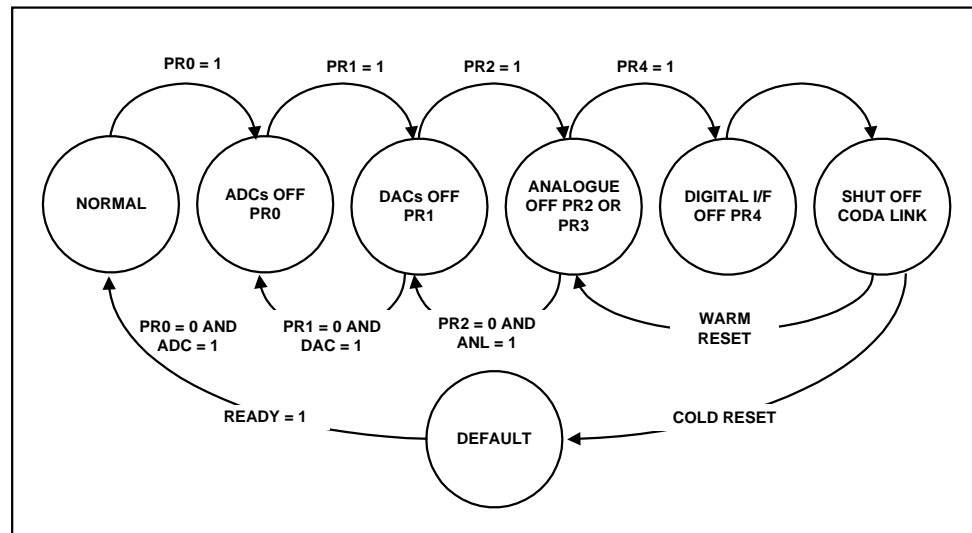 PR0 = 1
PR1 = 1
PR2 = 1
PR4 = 1
NORMAL
ADCs OFF
PR0
DACs OFF
PR1
ANALOGUE
OFF PR2 OR
PR3
DIGITAL I/F
OFF PR4
SHUT OFF
CODA LINK
PR0 = 0 AND
ADC = 1
PR1 = 0 AND
DAC = 1
PR2 = 0 AND
ANL = 1
WARM
RESET
READY = 1
DEFAULT
COLD RESET